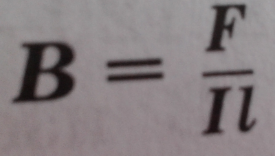 B = F/Il